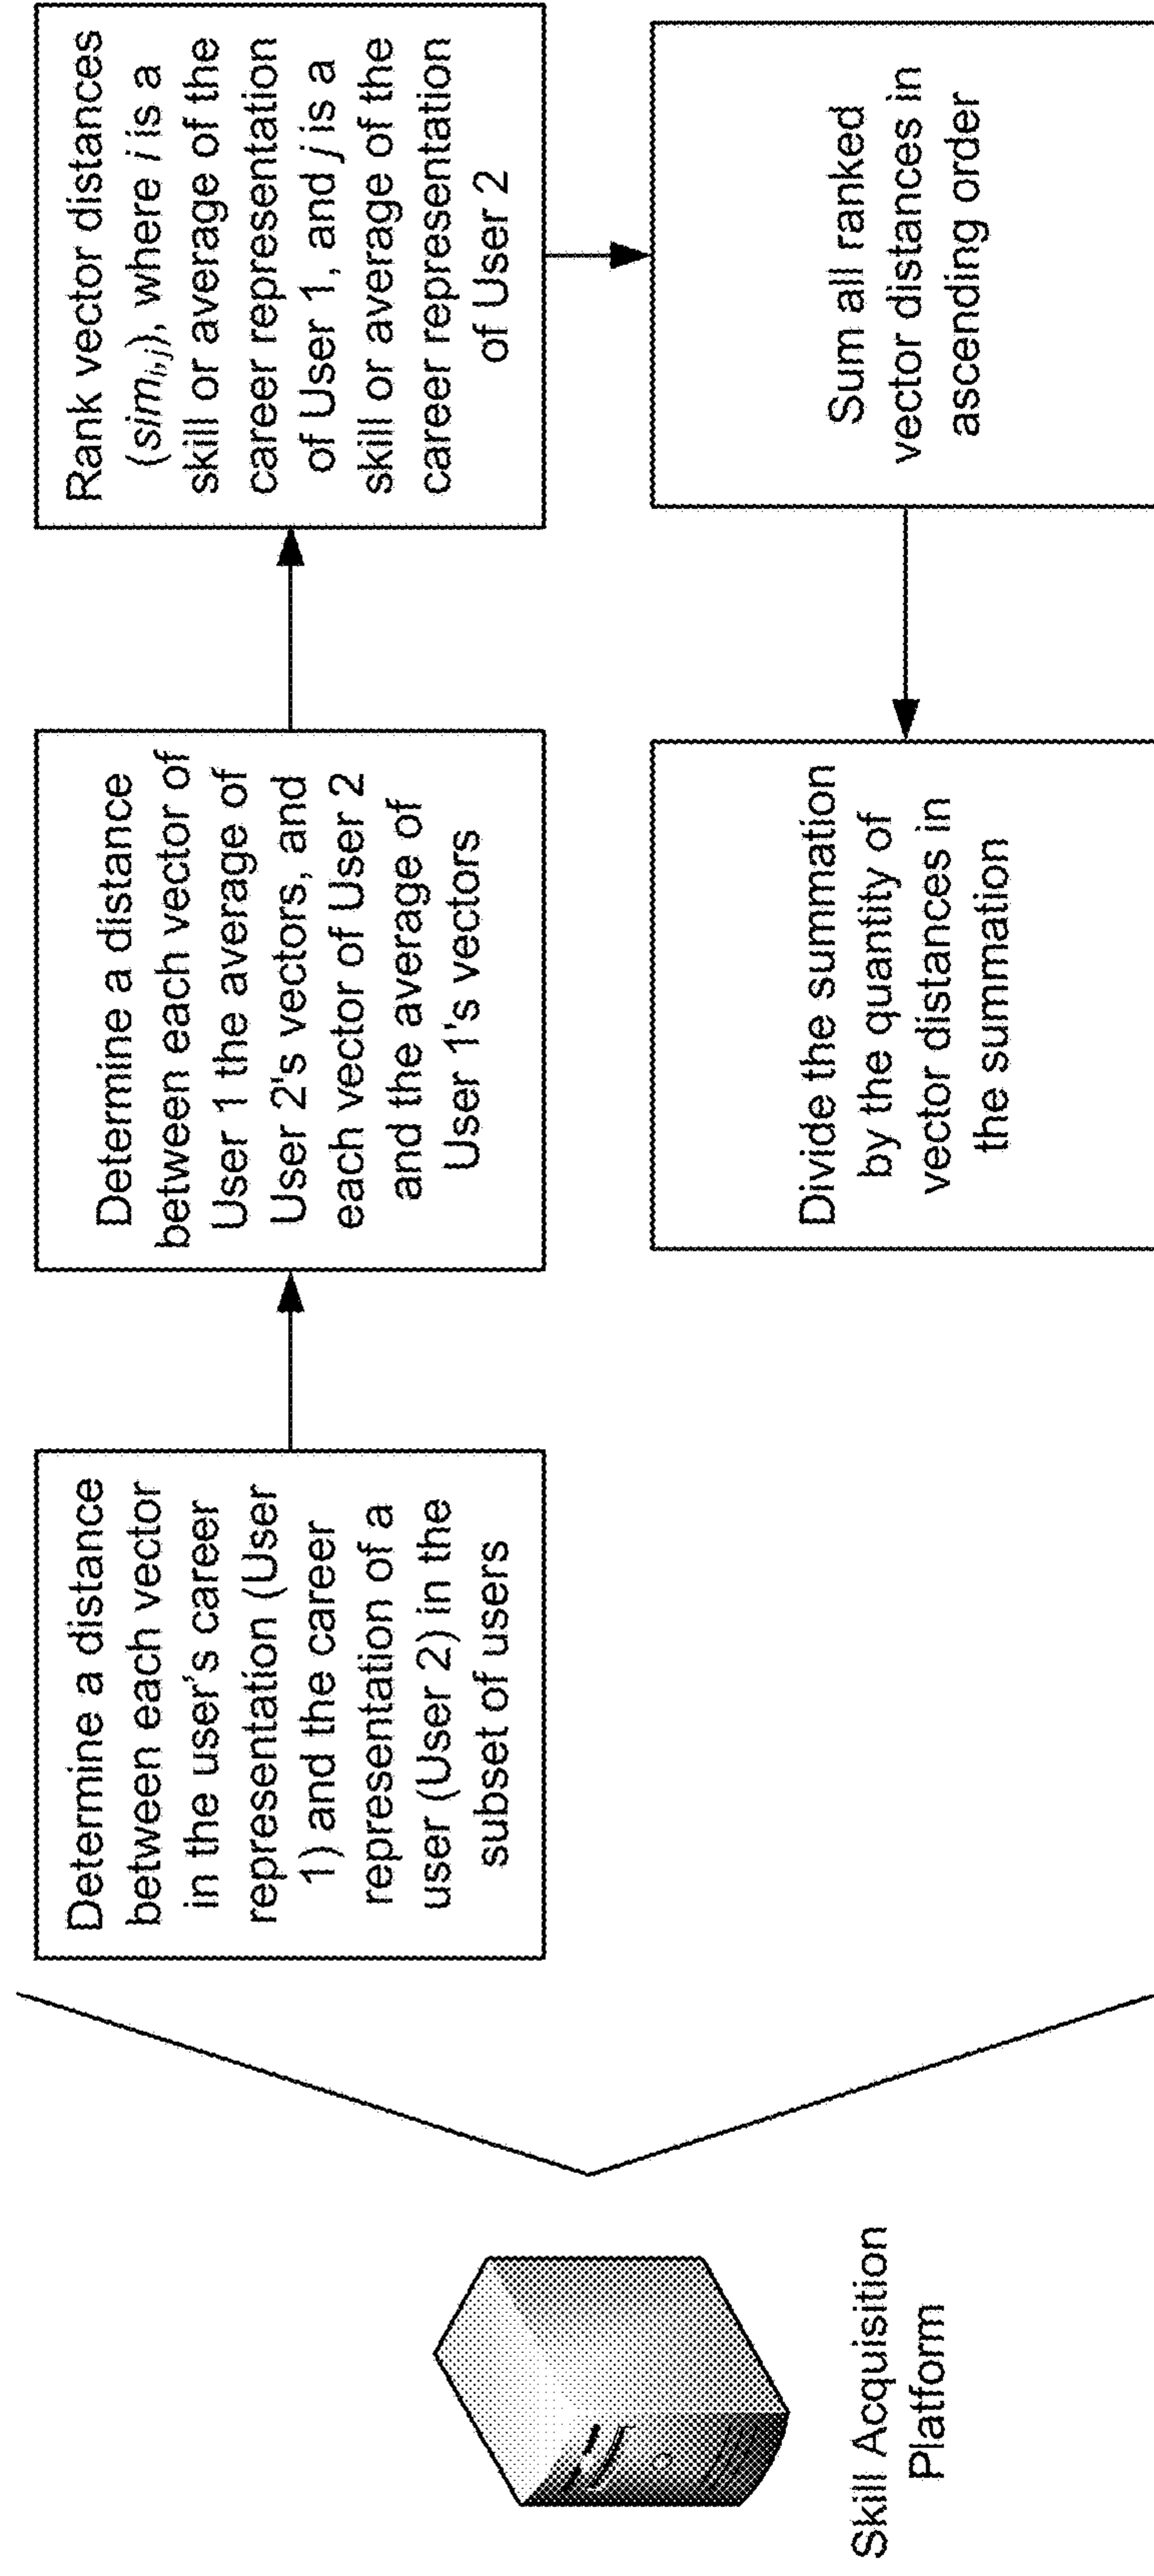 Skill Acquisition
Platform
Determine a distance
between each vector
in the user's career
representation (User
1) and the career
representation of a
user (User 2) in the
subset of users
Determine a distance
between each vector of
User 1 the average of
User 2's vectors, and
each vector of User 2
and the average of
User 1's vectors
Rank vector distances
(sim_i,j), where i is a
skill or average of the
career representation
of User 1, and j is a
skill or average of the
career representation
of User 2
Sum all ranked
vector distances in
ascending order
Divide the summation
by the quantity of
vector distances in
the summation